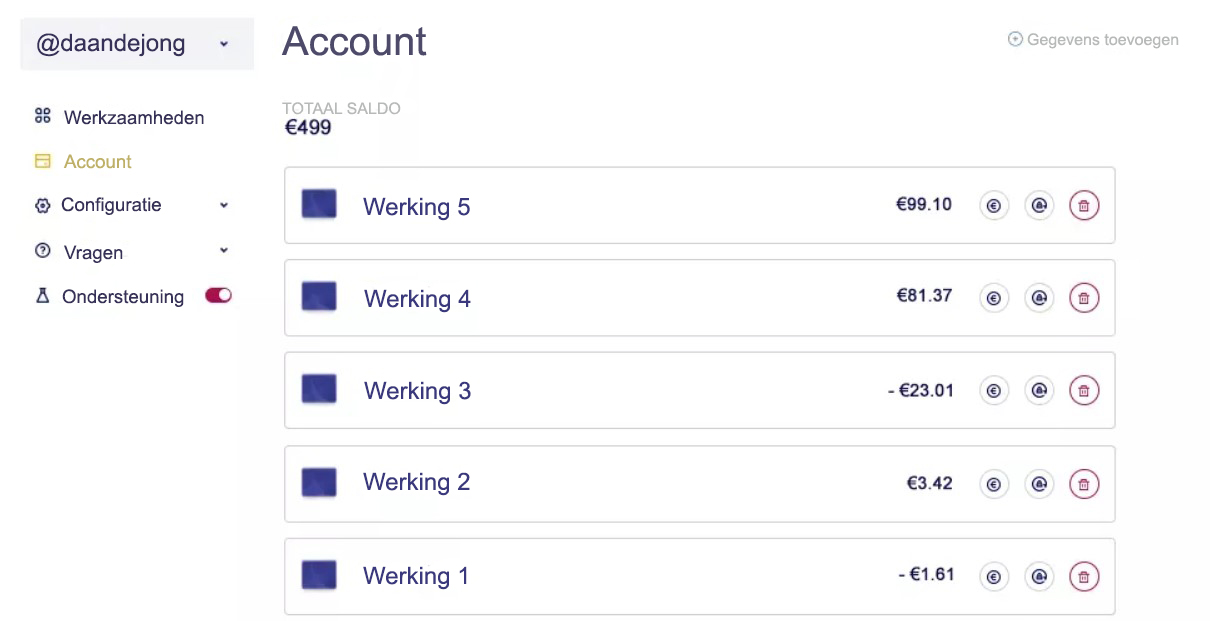 @daandejong
Account
Gegevens toevoegen
Werkzaamheden
Account
Configuratie
Vragen
Ondersteuning
TOTAAL SALDO
€499
Werking 5
€99.10
Werking 4
€81.37
Werking 3
- €23.01
Werking 2
€3.42
Werking 1
- €1.61